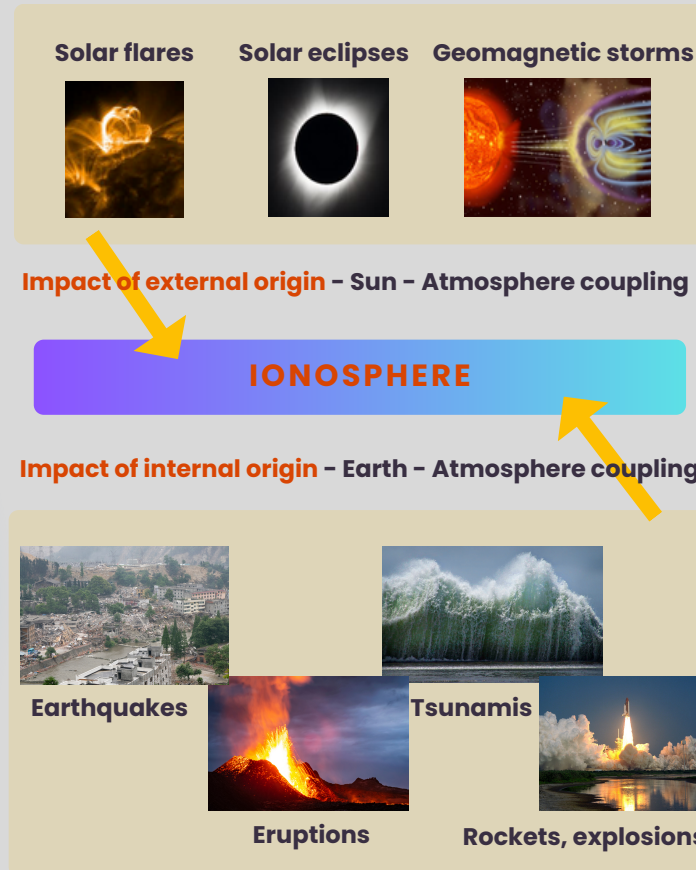 Solar flares
Solar eclipses
Geomagnetic storms
Impact of external origin - Sun - Atmosphere coupling
IONOSPHERE
Impact of internal origin - Earth - Atmosphere coupling
Earthquakes
Tsunamis
Eruptions
Rockets, explosions